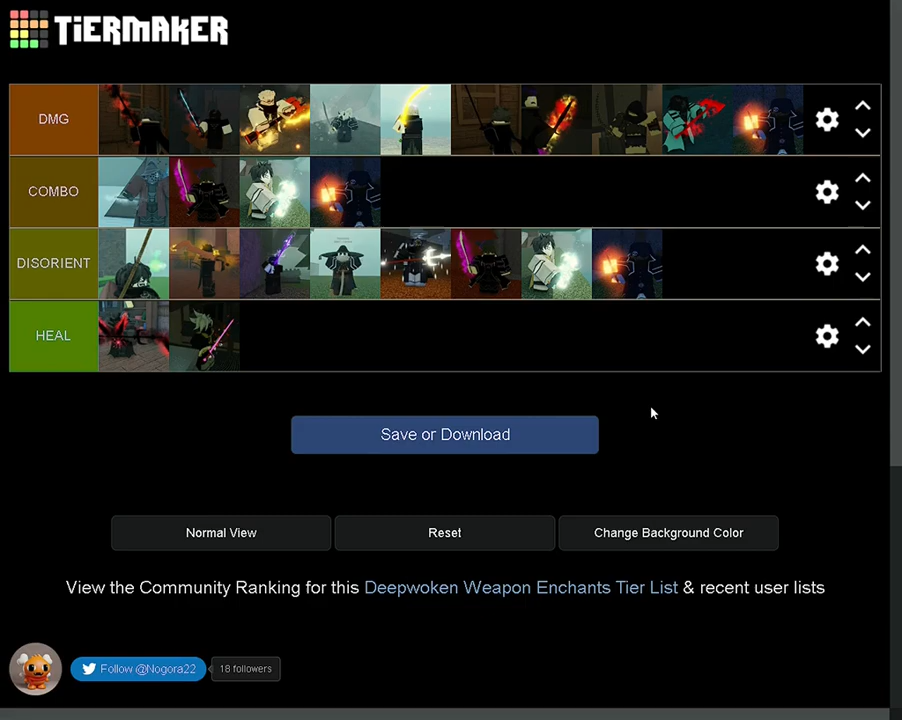 TiERMAKER
DMG
COMBO
DISORIENT
HEAL
Save or Download
Normal View
Reset
Change Background Color
View the Community Ranking for this Deepwoken Weapon Enchants Tier List & recent user lists
Follow @Nogora22
18 followers